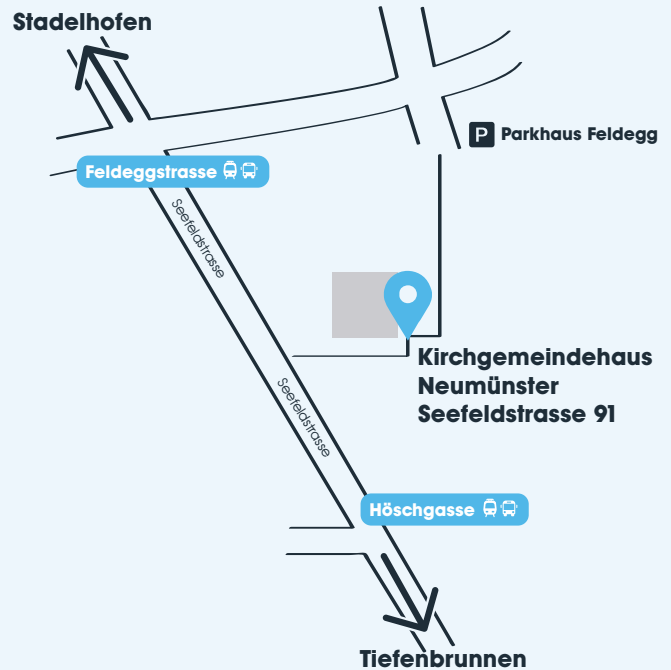 Stadelhofen
P Parkhaus Feldegg
Feldeggstrasse
Seefeldstrasse
Kirchgemeindehaus
Neumünster
Seefeldstrasse 91
Seefeldstrasse
Höschgasse
Tiefenbrunnen